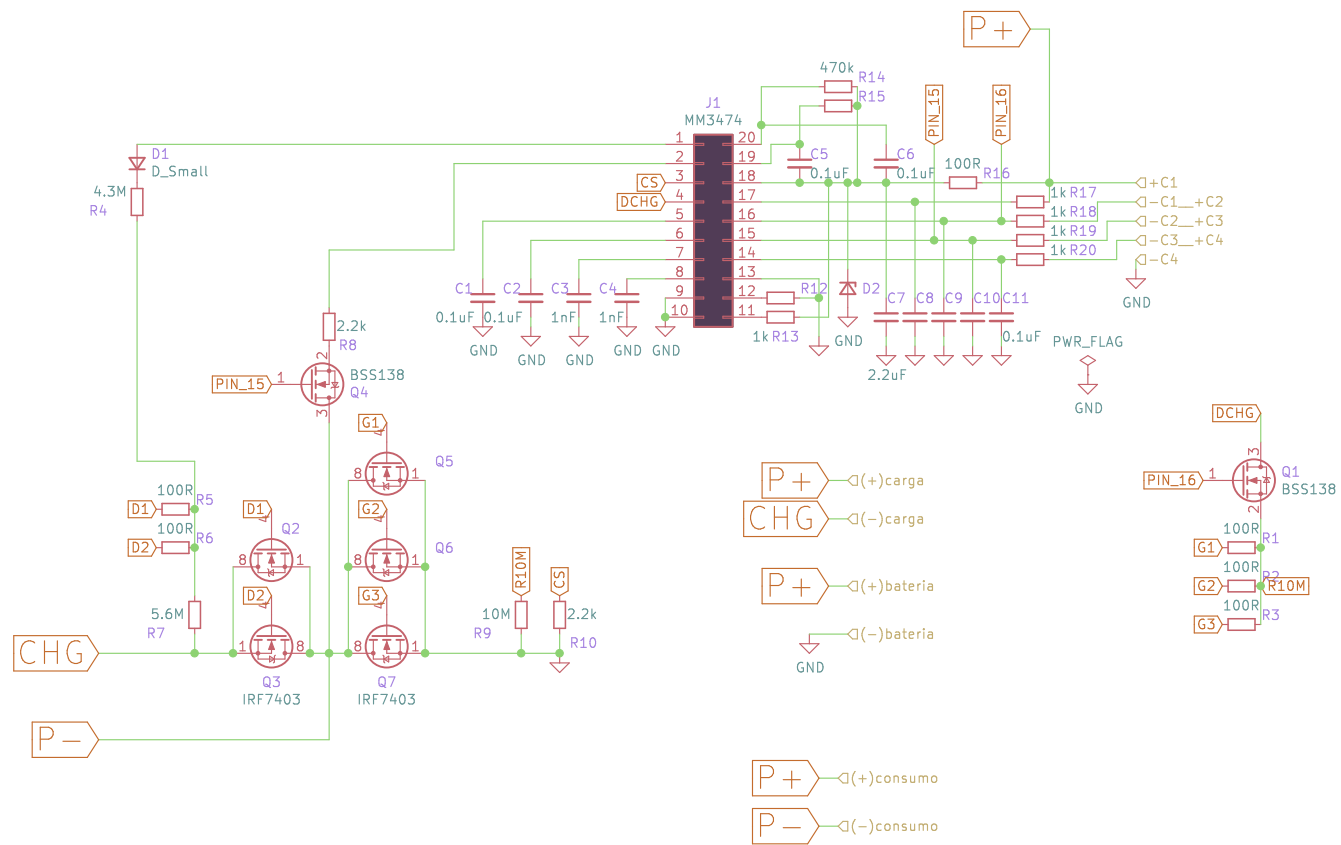 P+
470k
R14
R15
PIN_15
PIN_16
J1
MM3474
1
2
3
4
5
6
7
8
9
10
20
19
18
17
16
15
14
13
12
11
D1
D_Small
4.3M
R4
CS
DCHG
C5
0.1uF
C6
0.1uF
100R
R16
1k
R17
1k
R18
1k
R19
1k
R20
+C1
-C1__+C2
-C2__+C3
-C3__+C4
-C4
GND
C1
0.1uF
GND
C2
0.1uF
GND
C3
1nF
GND
C4
1nF
GND
GND
R12
1k
R13
D2
GND
C7
C8
C9
C10
C11
0.1uF
2.2uF
PWR_FLAG
GND
2.2k
R8
2
PIN_15
1
BSS138
Q4
3
G1
4
8
1
Q5
G2
4
8
1
Q6
G3
4
8
1
Q7
IRF7403
100R
D1
R5
100R
D2
R6
5.6M
R7
D1
4
Q2
8
1
D2
4
1
8
Q3
IRF7403
R10M
10M
R9
CS
2.2k
R10
CHG
P-
P+
(+)carga
CHG
(-)carga
P+
(+)bateria
(-)bateria
GND
P+
(+)consumo
P-
(-)consumo
DCHG
3
Q1
PIN_16
1
BSS138
2
100R
G1
R1
100R
G2
R2
R10M
100R
G3
R3